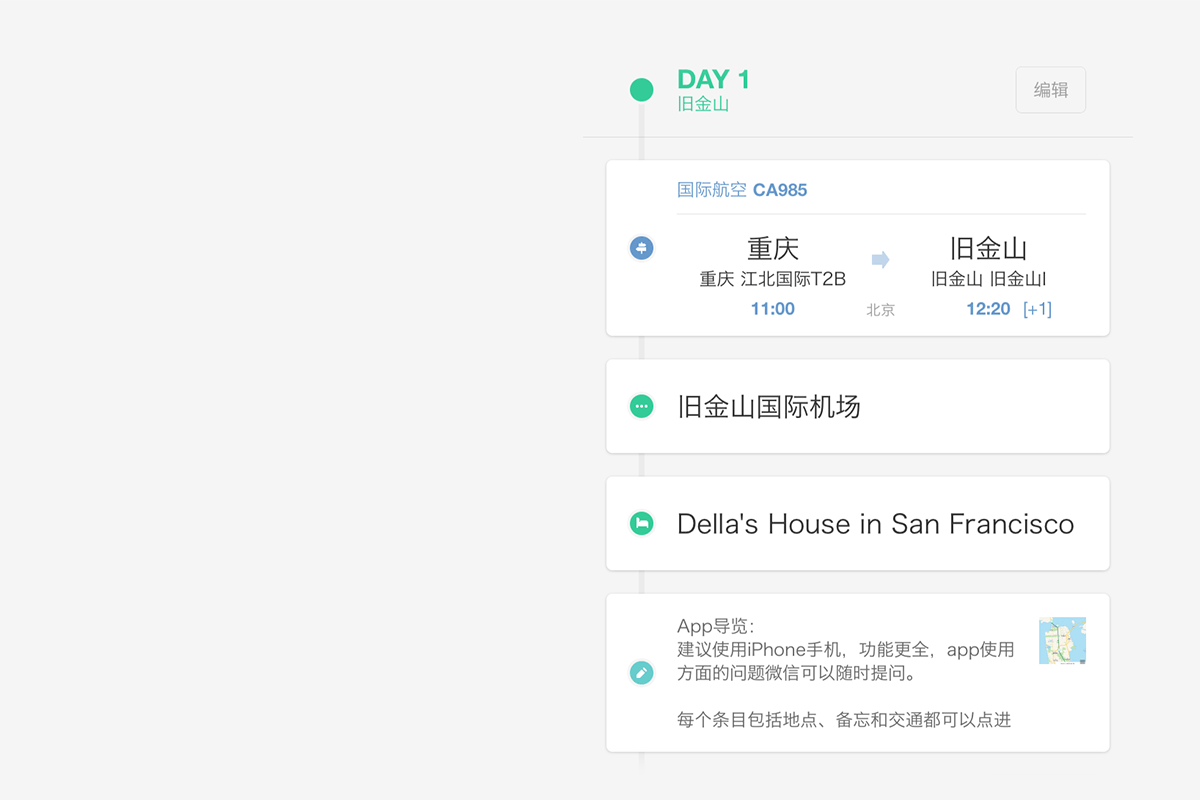 DAY 1
旧金山
编辑
国际航空 CA985
重庆
旧金山
重庆 江北国际T2B
旧金山 旧金山I
11:00
北京
12:20 [+1]
旧金山国际机场
Della's House in San Francisco
App导览：
建议使用iPhone手机，功能更全，app使用
方面的问题微信可以随时提问。
每个条目包括地点、备忘和交通都可以点进